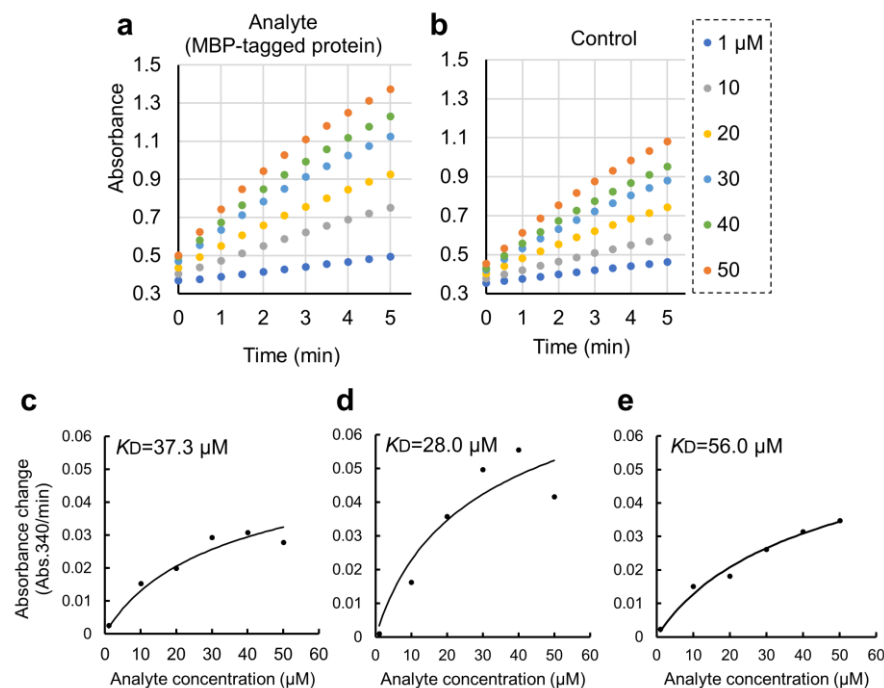 a
Analyte
(MBP-tagged protein)
b
Control
1 µM
10
20
30
40
50
Absorbance
1.5
1.3
1.1
0.9
0.7
0.5
0.3
0 1 2 3 4 5
Time (min)
1.5
1.3
1.1
0.9
0.7
0.5
0.3
0 1 2 3 4 5
Time (min)
c
KD=37.3 µM
Absorbance change
(Abs.340/min)
0.06
0.05
0.04
0.03
0.02
0.01
0
0 10 20 30 40 50 60
Analyte concentration (µM)
d
KD=28.0 µM
0.06
0.05
0.04
0.03
0.02
0.01
0
0 10 20 30 40 50 60
Analyte concentration (µM)
e
KD=56.0 µM
0.06
0.05
0.04
0.03
0.02
0.01
0
0 10 20 30 40 50 60
Analyte concentration (µM)